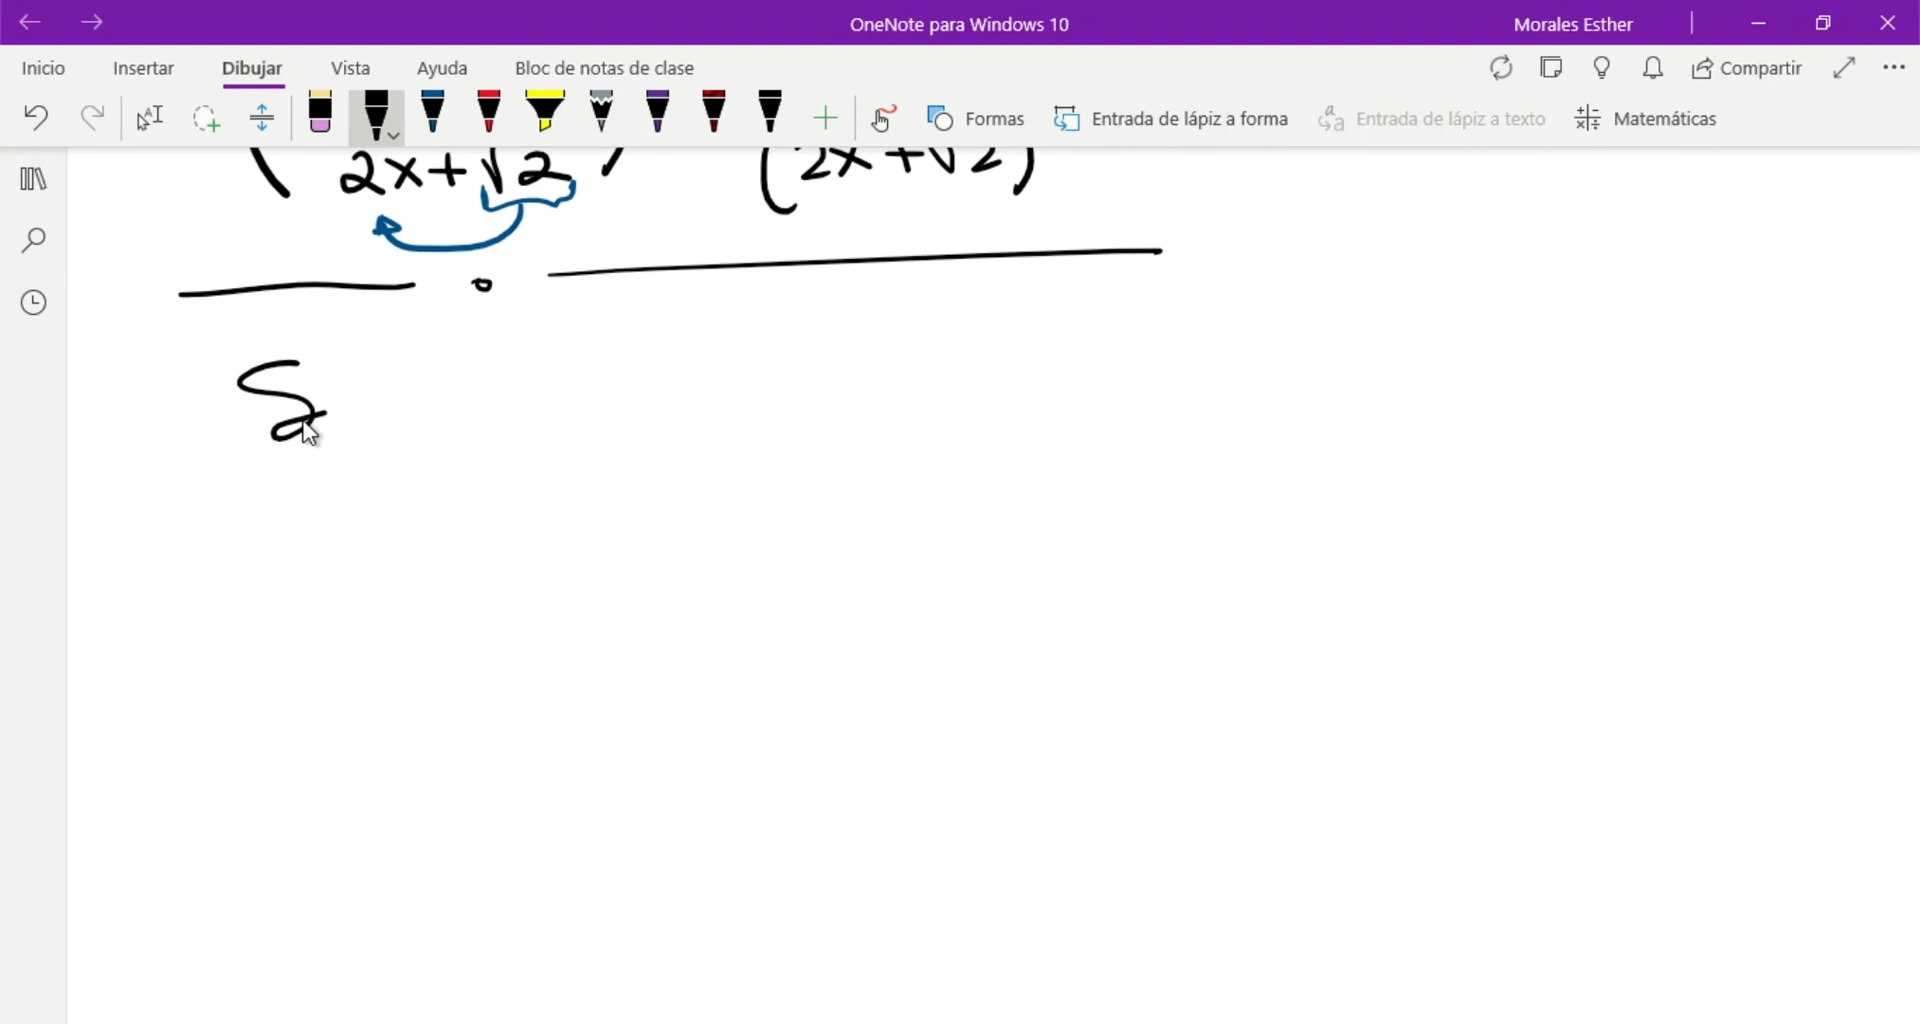 OneNote para Windows 10
Morales Esther
Inicio Insertar Dibujar Vista Ayuda Bloc de notas de clase
Compartir
Formas Entrada de lápiz a forma Entrada de lápiz a texto Matemáticas
( 2x+√2 ) (2x+√2)